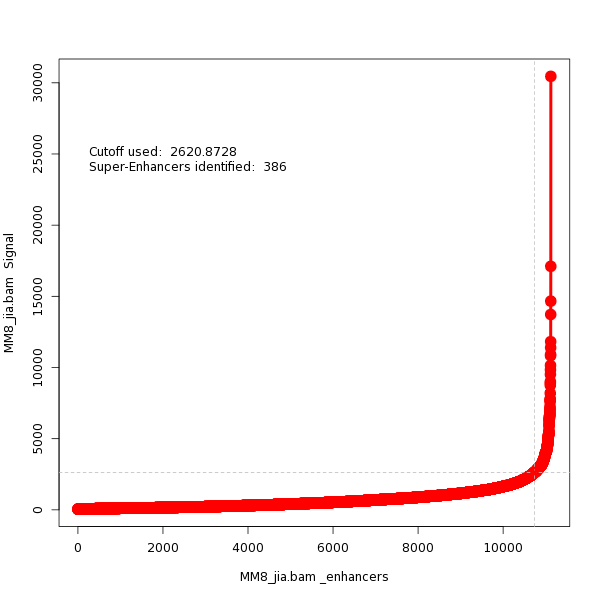 30000
25000
20000
15000
10000
5000
0
MM8_jia.bam  Signal
Cutoff used:  2620.8728
Super-Enhancers identified:  386
0 2000 4000 6000 8000 10000
MM8_jia.bam _enhancers